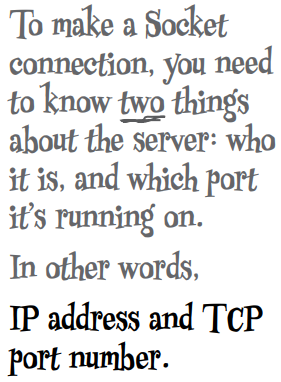 To make a Socket
connection, you need
to know two things
about the server: who
it is, and which port
it's running on.
In other words,
IP address and TCP
port number.